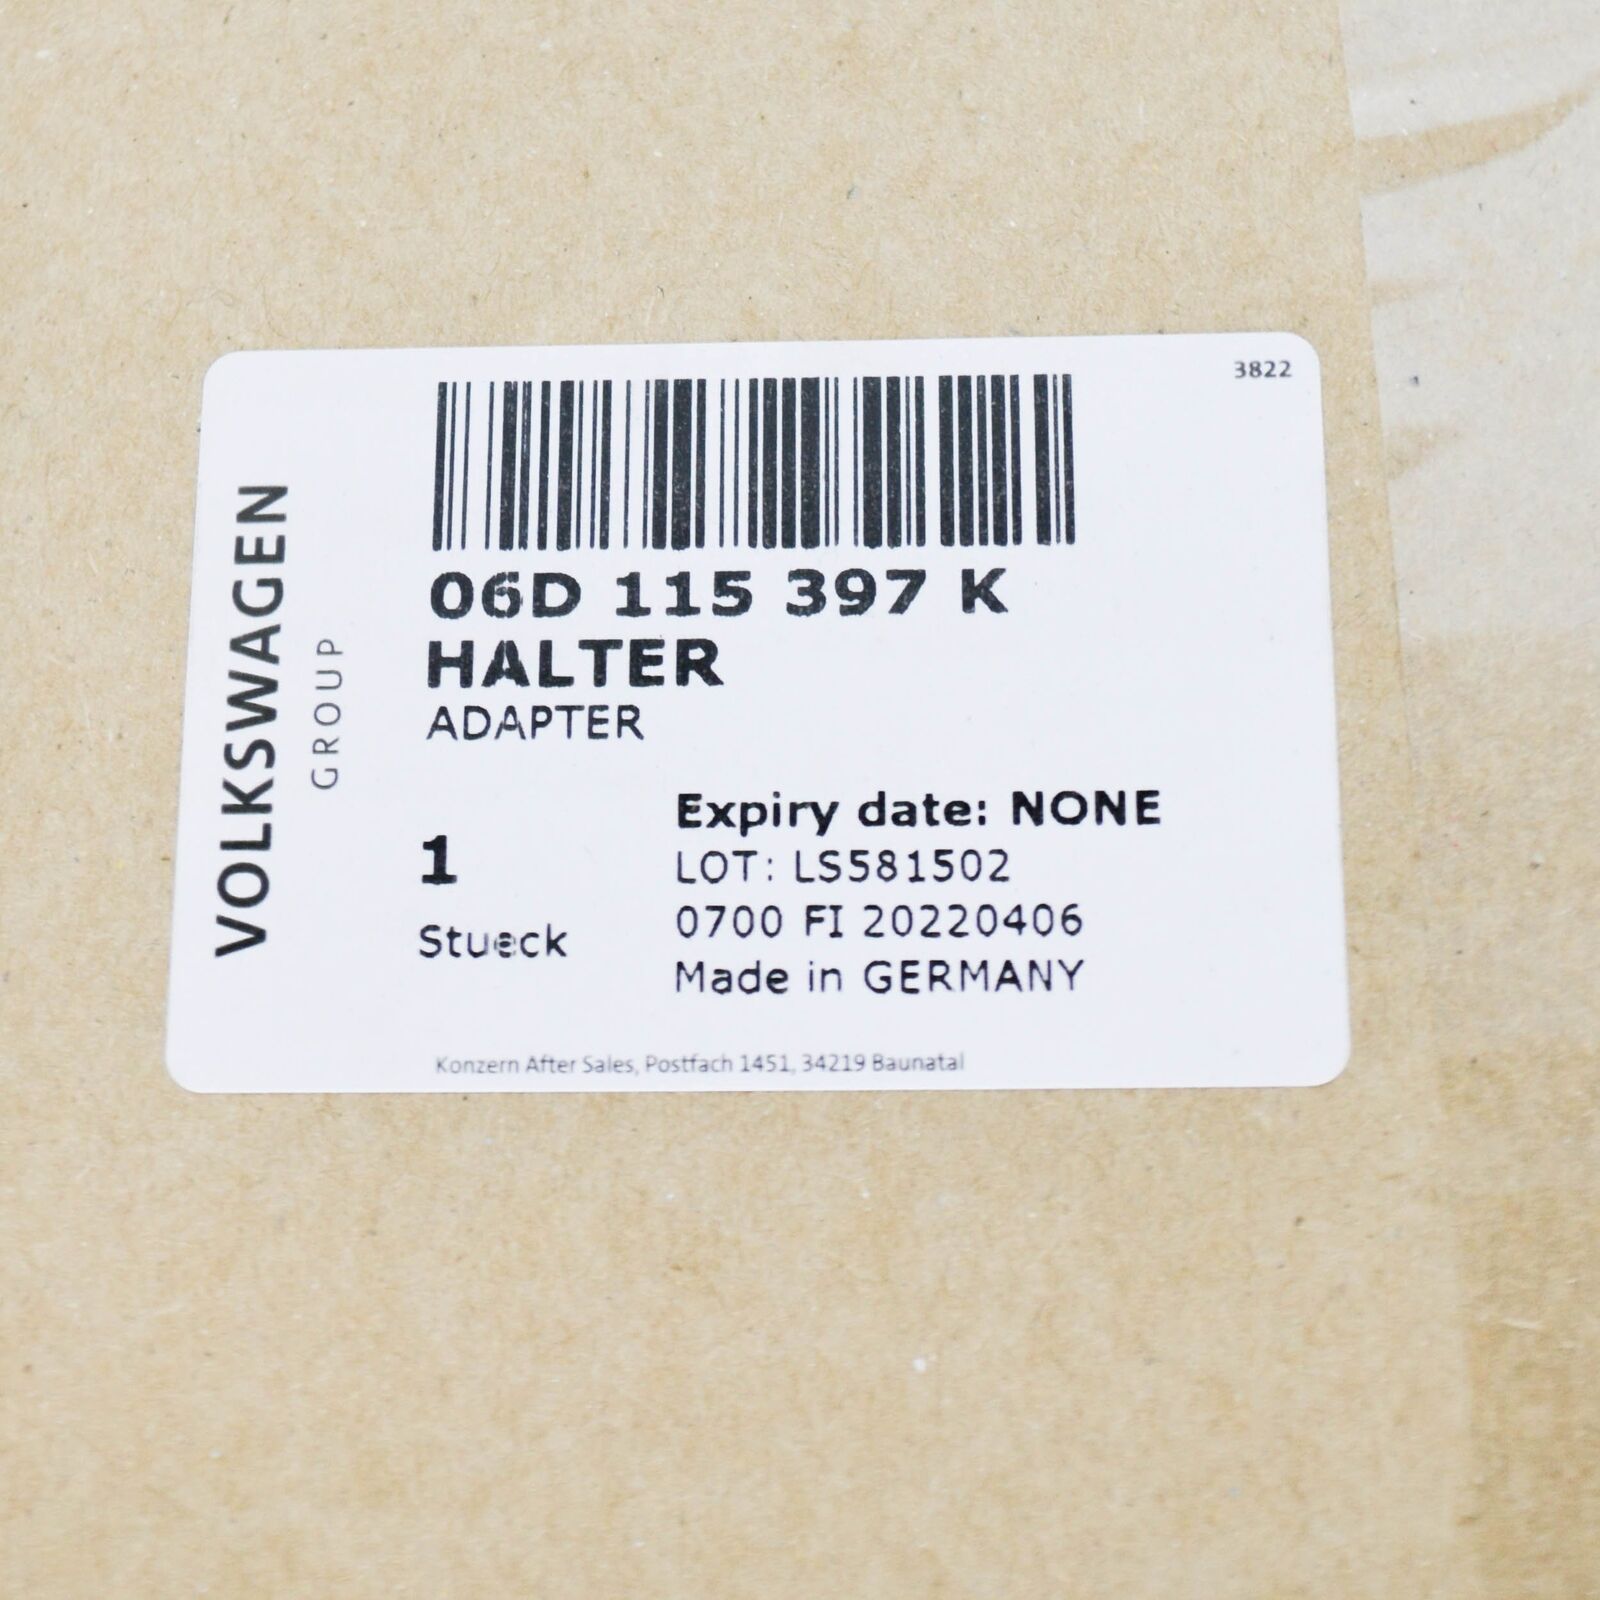 3822
VOLKSWAGEN
GROUP
06D 115 397 K
HALTER
ADAPTER
1
Stueck
Expiry date: NONE
LOT: LS581502
0700 FI 20220406
Made in GERMANY
Konzern After Sales, Postfach 1451, 34219 Baunatal